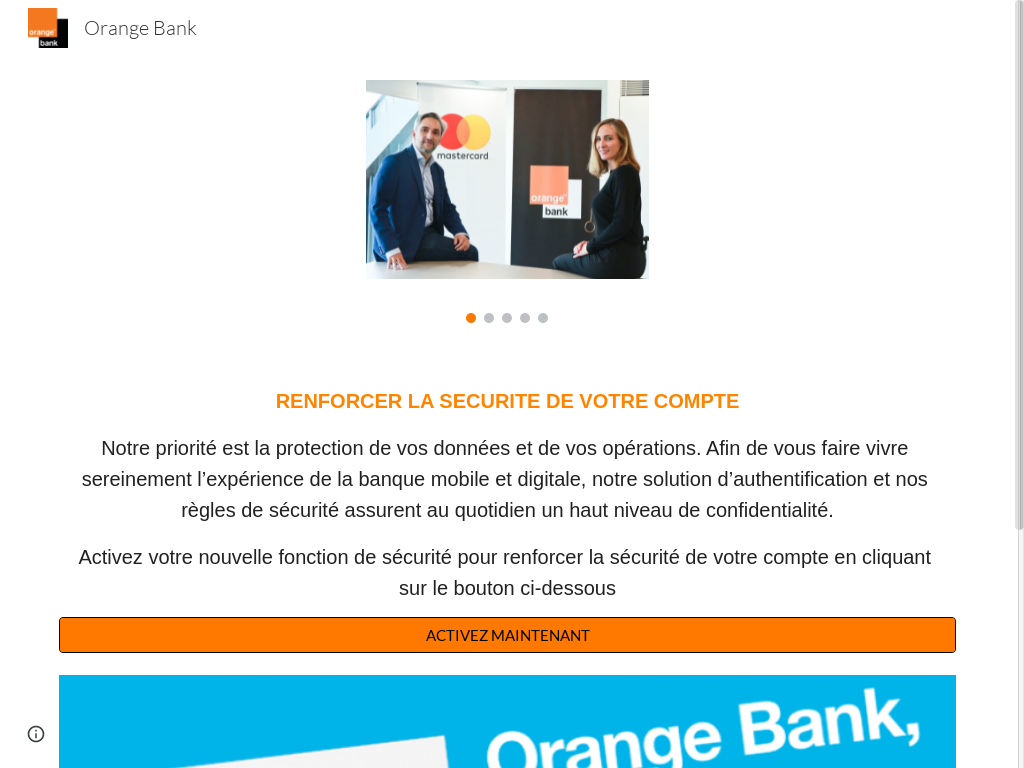 orange
bank
Orange Bank
mastercard
orange
bank
RENFORCER LA SECURITE DE VOTRE COMPTE
Notre priorité est la protection de vos données et de vos opérations. Afin de vous faire vivre
sereinement l’expérience de la banque mobile et digitale, notre solution d’authentification et nos
règles de sécurité assurent au quotidien un haut niveau de confidentialité.
Activez votre nouvelle fonction de sécurité pour renforcer la sécurité de votre compte en cliquant
sur le bouton ci-dessous
ACTIVEZ MAINTENANT
Orange Bank,